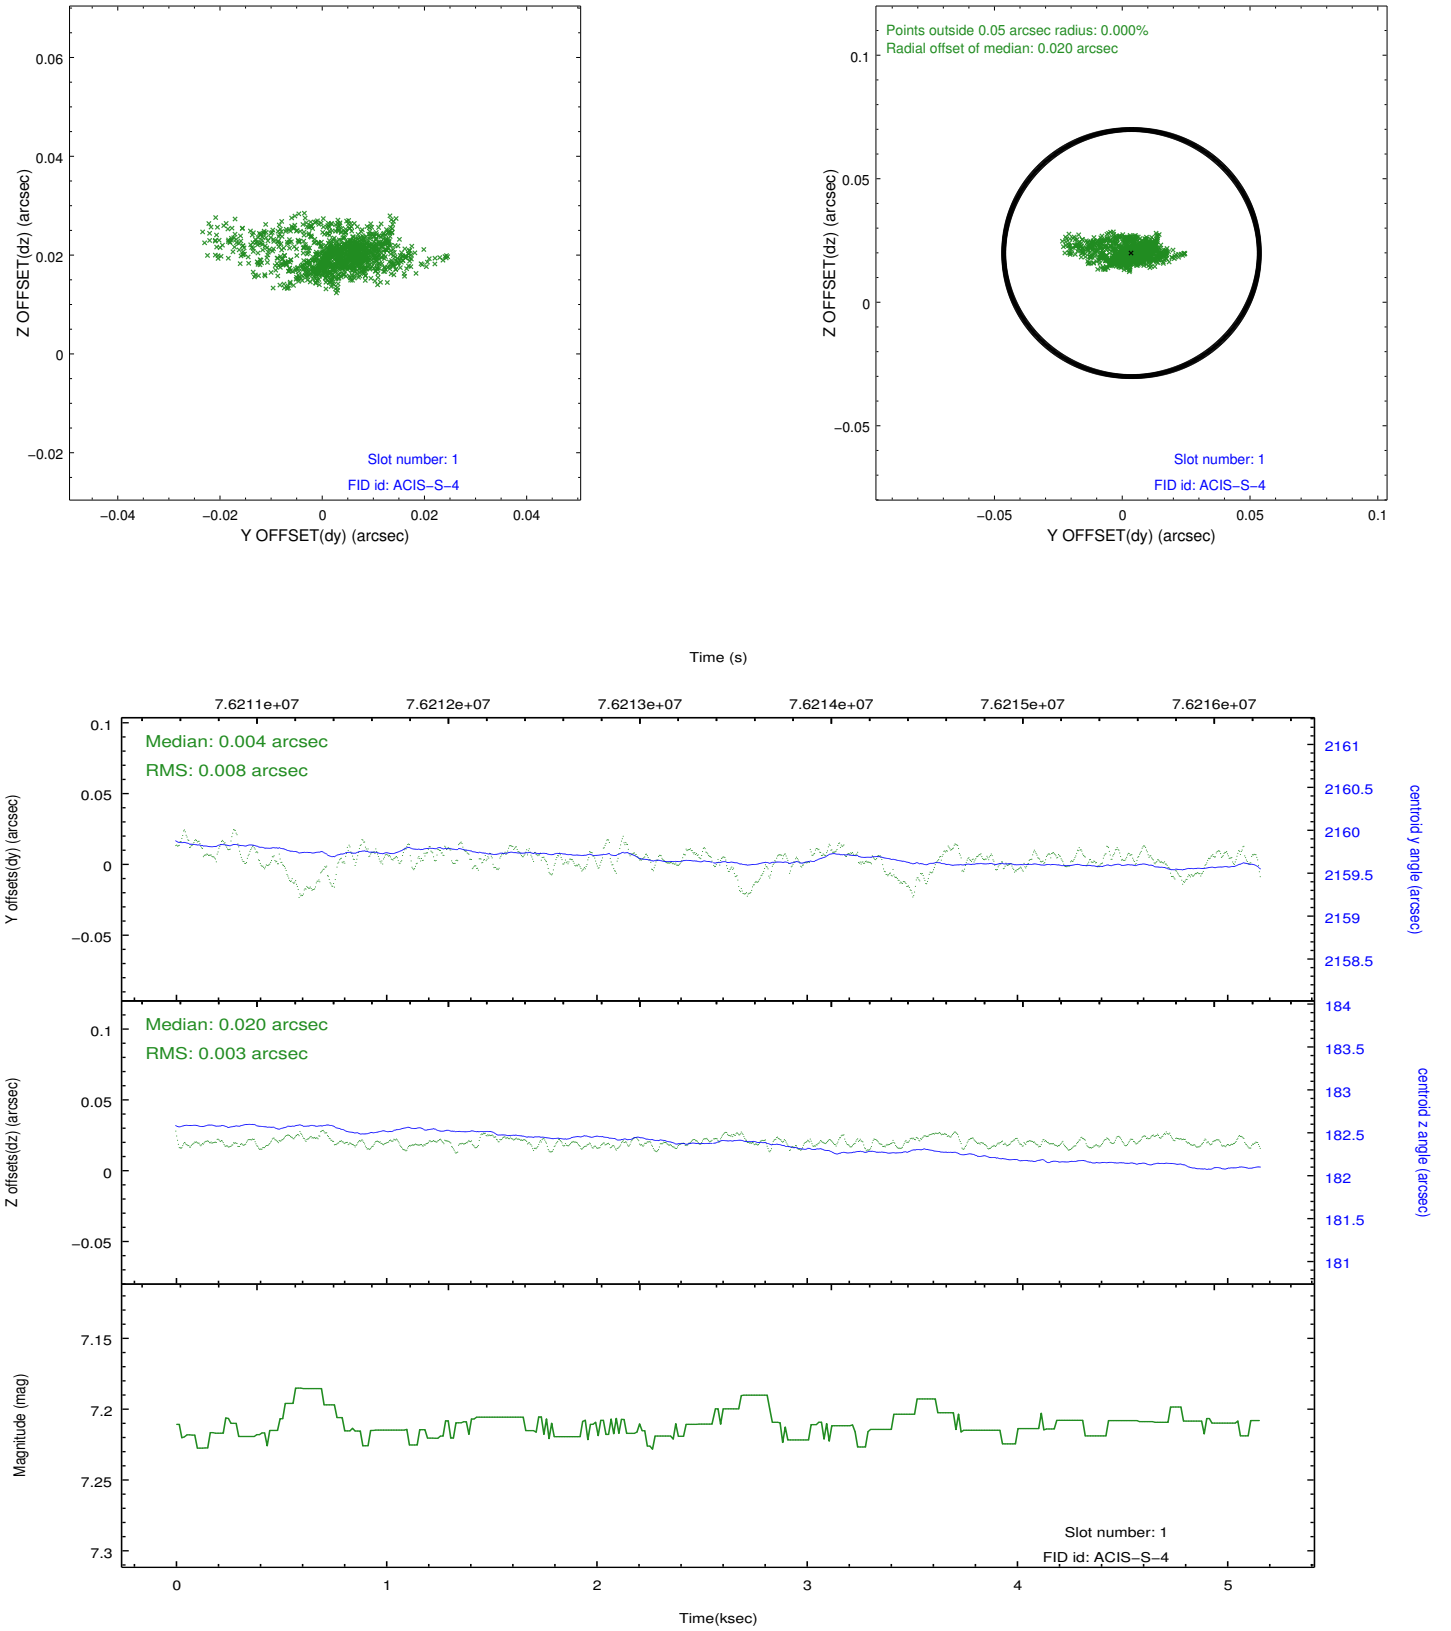 0.06
0.04
0.02
0
−0.02
−0.04
−0.02
0
0.02
0.04
Z OFFSET(dz) (arcsec)
Y OFFSET(dy) (arcsec)
Slot number: 1
FID id: ACIS−S−4
Points outside 0.05 arcsec radius: 0.000%
Radial offset of median: 0.020 arcsec
0.1
0.05
0
−0.05
−0.05
0
0.05
0.1
Z OFFSET(dz) (arcsec)
Y OFFSET(dy) (arcsec)
Slot number: 1
FID id: ACIS−S−4
Time (s)
7.6211e+07
7.6212e+07
7.6213e+07
7.6214e+07
7.6215e+07
7.6216e+07
Median: 0.004 arcsec
RMS: 0.008 arcsec
0.1
0.05
0
−0.05
Y offsets(dy) (arcsec)
2161
2160.5
2160
2159.5
2159
2158.5
centroid y angle (arcsec)
Median: 0.020 arcsec
RMS: 0.003 arcsec
0.1
0.05
0
−0.05
Z offsets(dz) (arcsec)
184
183.5
183
182.5
182
181.5
181
centroid z angle (arcsec)
7.15
7.2
7.25
7.3
Magnitude (mag)
Slot number: 1
FID id: ACIS−S−4
0
1
2
3
4
5
Time(ksec)